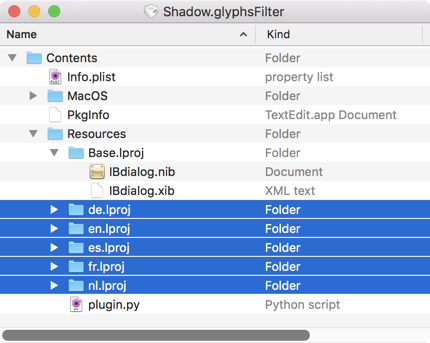 Shadow.glyphsFilter
Name Kind
Contents Folder
Info.plist property list
MacOS Folder
PkgInfo TextEdit.app Document
Resources Folder
Base.lproj Folder
IBdialog.nib Document
IBdialog.xib XML text
de.lproj Folder
en.lproj Folder
es.lproj Folder
fr.lproj Folder
nl.lproj Folder
plugin.py Python script